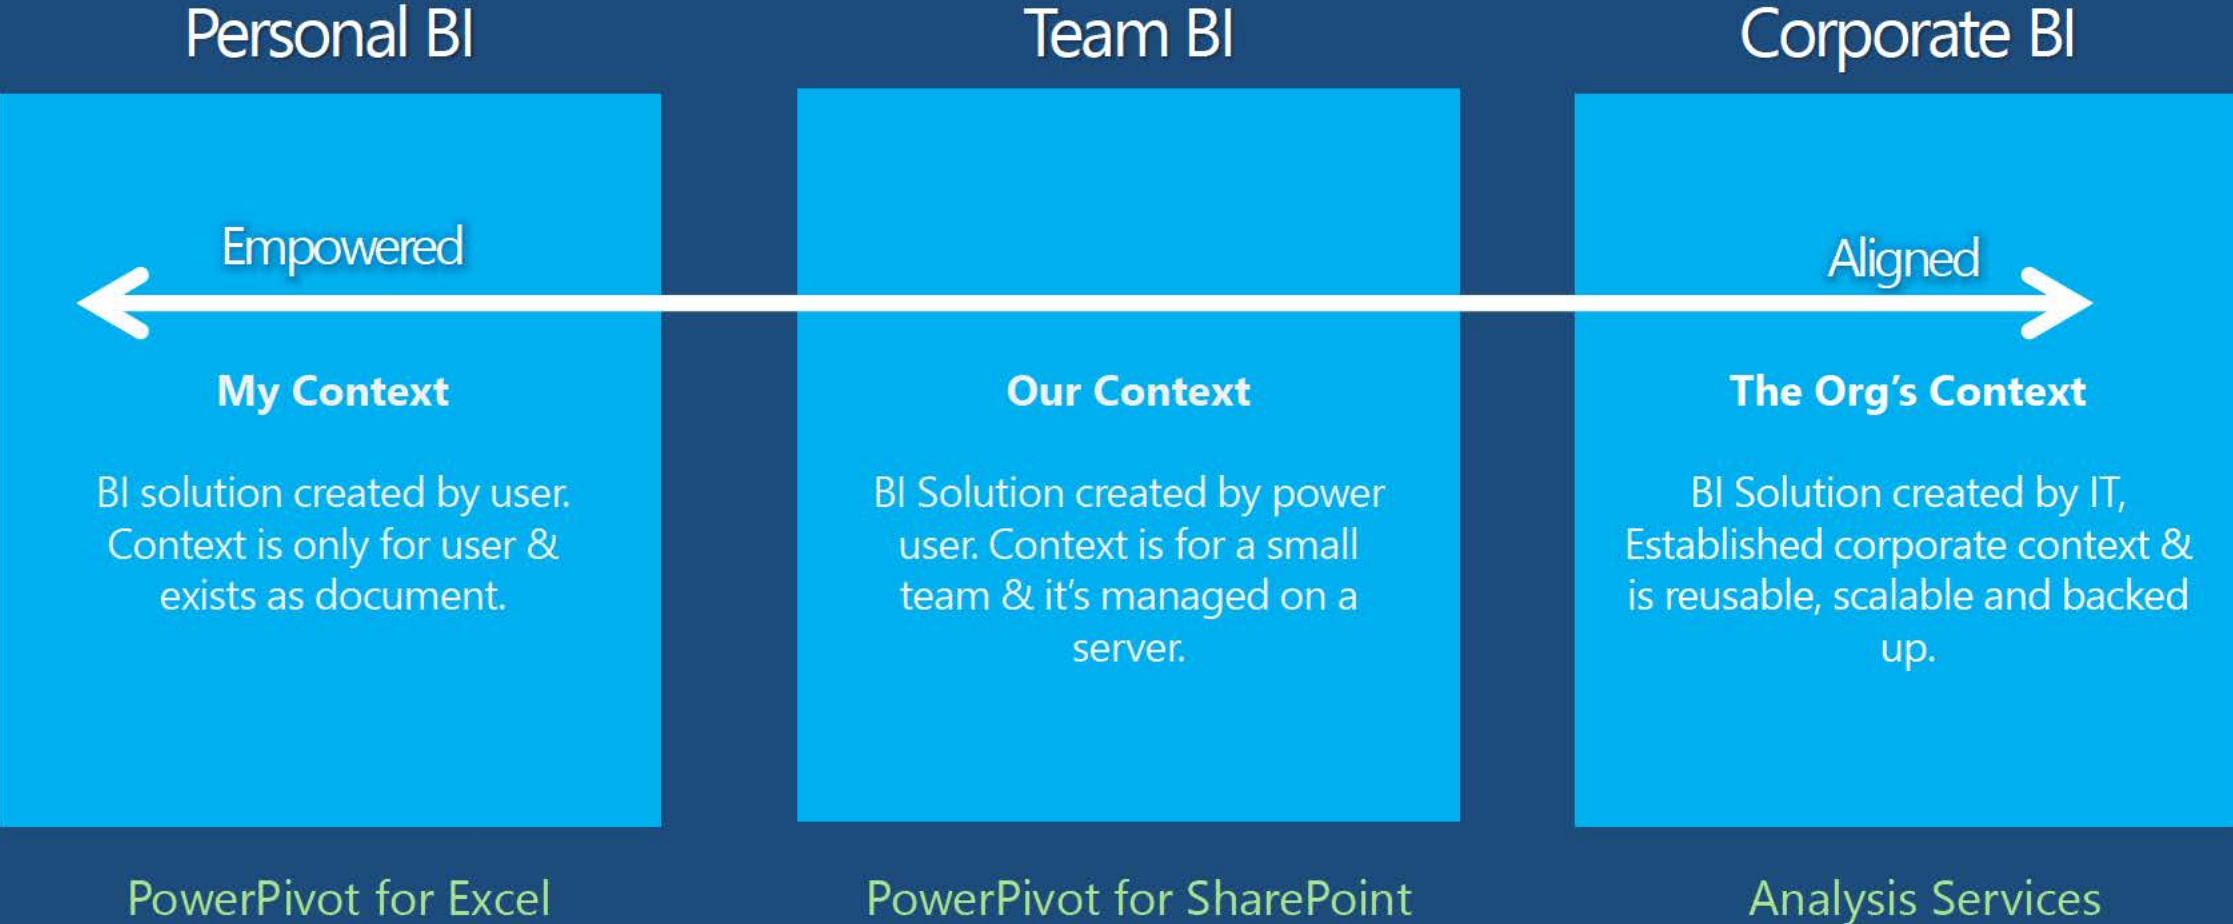 Personal BI
Empowered
My Context
BI solution created by user.
Context is only for user &
exists as document.
PowerPivot for Excel
Team BI
Our Context
BI Solution created by power
user. Context is for a small
team & it's managed on a
server.
PowerPivot for SharePoint
Corporate BI
Aligned
The Org's Context
BI Solution created by IT,
Established corporate context &
is reusable, scalable and backed
up.
Analysis Services